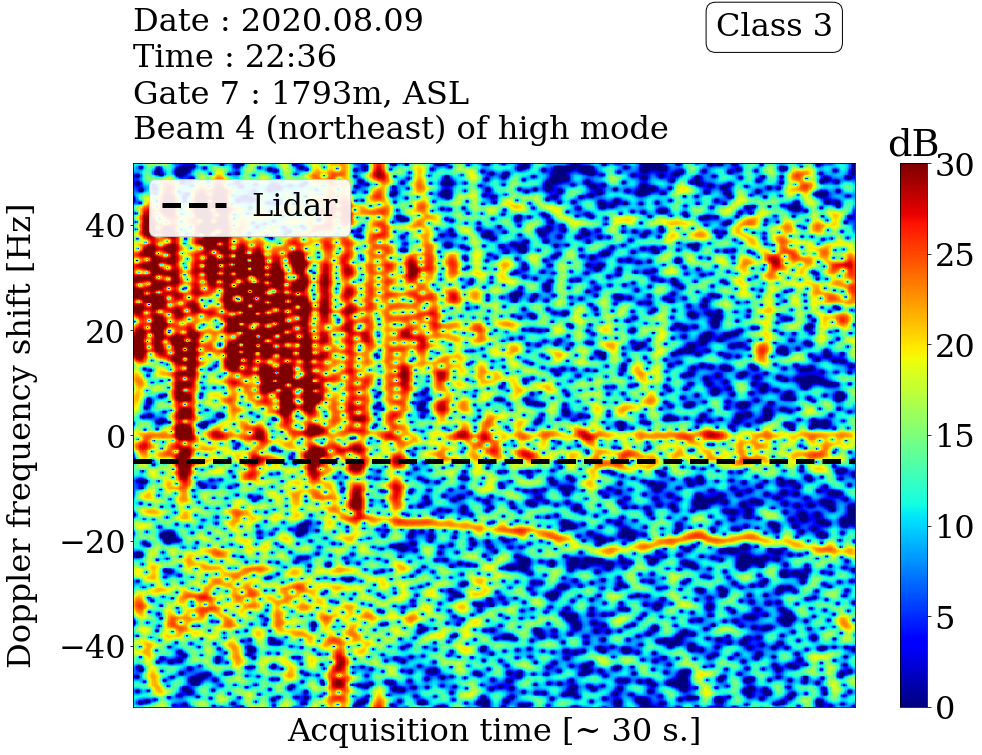 Date : 2020.08.09
Time : 22:36
Gate 7 : 1793m, ASL
Beam 4 (northeast) of high mode
Class 3
dB
Lidar
Doppler frequency shift [Hz]
40
20
0
−20
−40
Acquisition time [~ 30 s.]
30
25
20
15
10
5
0